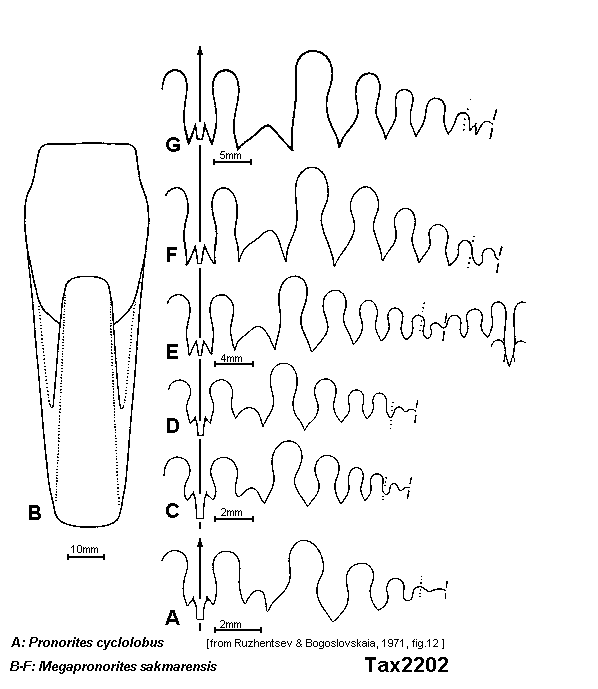 G
5mm
F
E
4mm
D
B
C
2mm
10mm
A
2mm
A: Pronorites cyclolobus [from Ruzhentsev & Bogoslovskaia, 1971, fig.12 ]
B-F: Megapronorites sakmarensis Tax2202